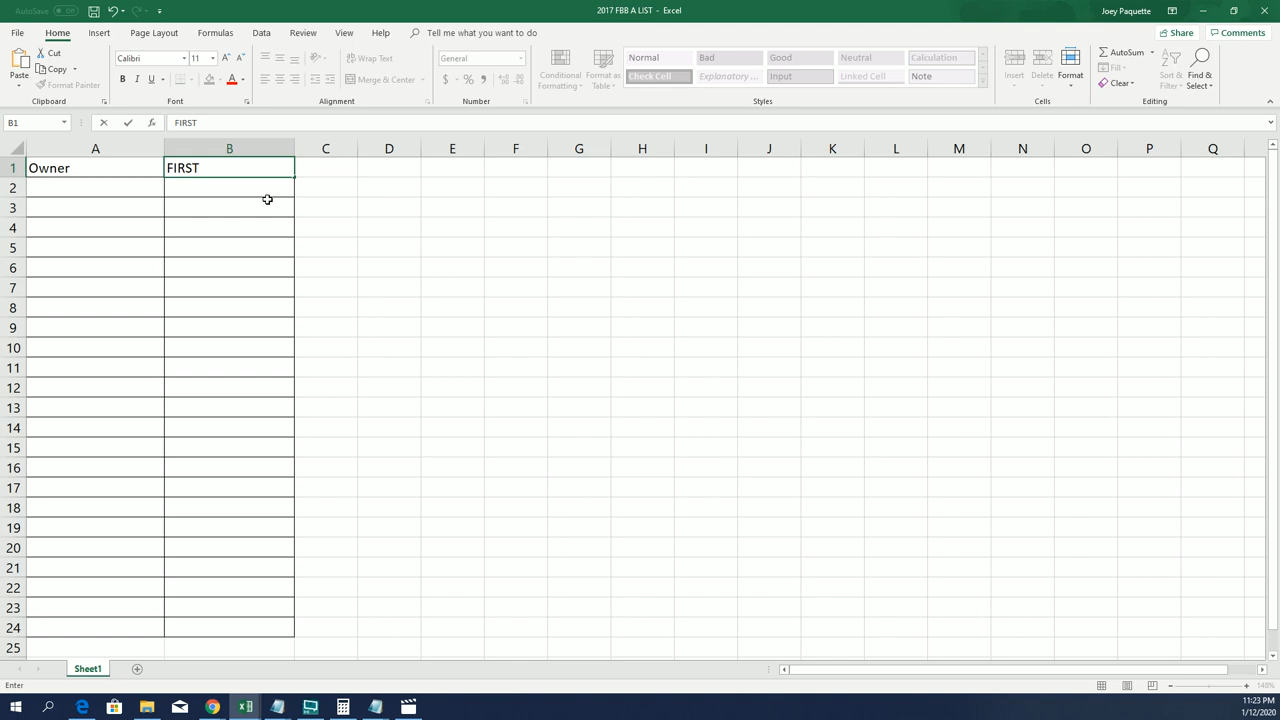 AutoSave Off
2017 FBB A LIST - Excel
Joey Paquette
File Home Insert Page Layout Formulas Data Review View Help Tell me what you want to do
Share Comments
Paste
Cut
Copy
Format Painter
Clipboard
Calibri 11 A A
B I U A
Font
ab Wrap Text
Merge & Center
Alignment
General
$ % ,
Number
Conditional
Formatting
Format as
Table
Normal Bad Good Neutral Calculation
Check Cell Explanatory ... Input Linked Cell Note
Styles
Insert Delete Format
Cells
AutoSum
Fill
Clear
Sort &
Filter
Find &
Select
Editing
B1 fx FIRST
A B C D E F G H I J K L M N O P Q
1 Owner FIRST
2
3
4
5
6
7
8
9
10
11
12
13
14
15
16
17
18
19
20
21
22
23
24
25
Sheet1
Enter
148%
11:23 PM
1/12/2020